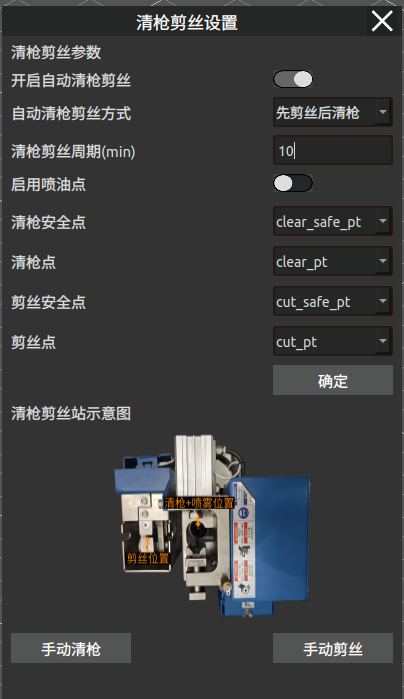 清枪剪丝设置
清枪剪丝参数
开启自动清枪剪丝
自动清枪剪丝方式 先剪丝后清枪
清枪剪丝周期(min) 10
启用喷油点
清枪安全点 clear_safe_pt
清枪点 clear_pt
剪丝安全点 cut_safe_pt
剪丝点 cut_pt
确定
清枪剪丝站示意图
清枪+喷雾位置
剪丝位置
手动清枪 手动剪丝